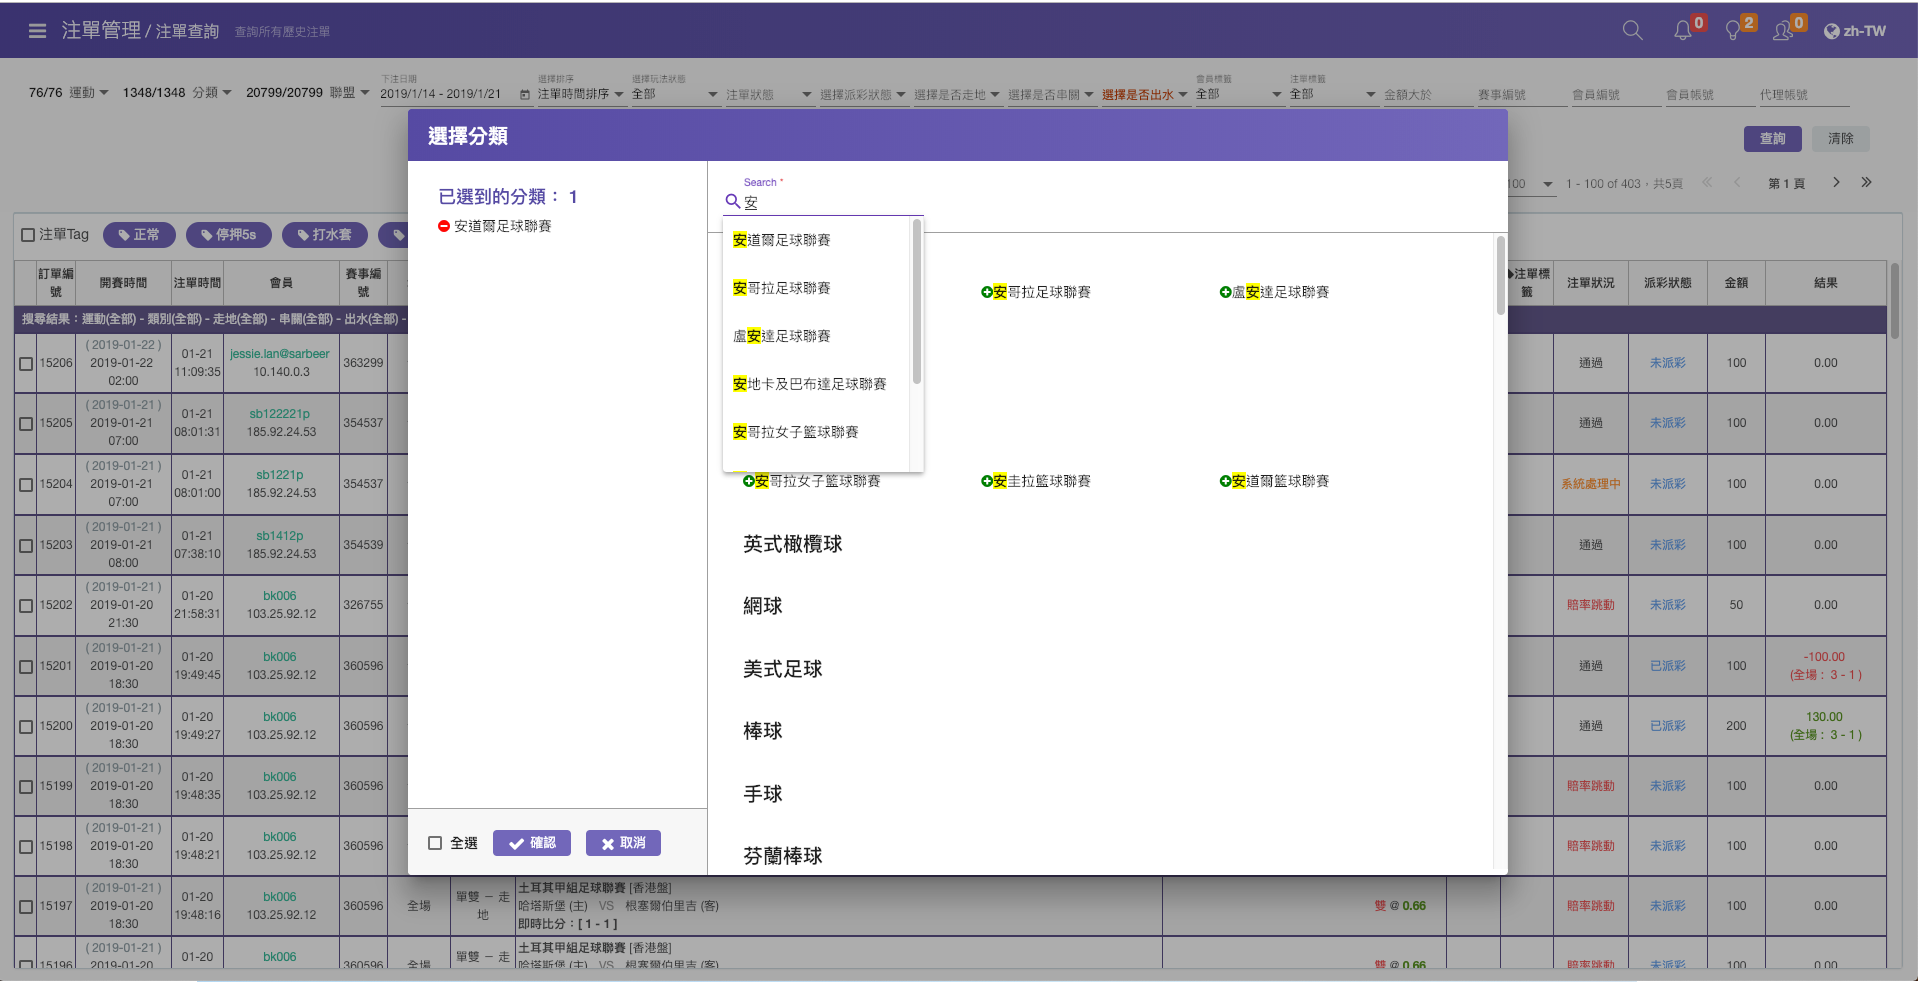 注單管理 / 注單查詢 查詢所有歷史注單
0 2 0 zh-TW
下注日期 選擇排序 選擇玩法狀態 會員標籤 注單標籤
76/76 運動 1348/1348 分類 20799/20799 聯盟 2019/1/14 - 2019/1/21 注單時間排序 全部 注單狀態 選擇派彩狀態 選擇是否走地 選擇是否串關 選擇是否出水 全部 全部 金額大於 賽事編號 會員編號 會員帳號 代理帳號
查詢 清除
100 1 - 100 of 403，共5頁 第 1 頁
注單Tag 正常 停押5s 打水套
選擇分類
已選到的分類： 1
安道爾足球聯賽
Search *
安
安道爾足球聯賽
安哥拉足球聯賽
盧安達足球聯賽
安地卡及巴布達足球聯賽
安哥拉女子籃球聯賽
安哥拉足球聯賽 盧安達足球聯賽
安哥拉女子籃球聯賽 安圭拉籃球聯賽 安道爾籃球聯賽
英式橄欖球
網球
美式足球
棒球
手球
芬蘭棒球
全選 確認 取消
訂單編號 開賽時間 注單時間 會員 賽事編號 注單標籤 注單狀況 派彩狀態 金額 結果
搜尋結果：運動(全部) - 類別(全部) - 走地(全部) - 串關(全部) - 出水(全部) -
15206 ( 2019-01-22 ) 2019-01-22 02:00 01-21 11:09:35 jessie.lan@sarbeer 10.140.0.3 363299 通過 未派彩 100 0.00
15205 ( 2019-01-21 ) 2019-01-21 07:00 01-21 08:01:31 sb122221p 185.92.24.53 354537 通過 未派彩 100 0.00
15204 ( 2019-01-21 ) 2019-01-21 07:00 01-21 08:01:00 sb1221p 185.92.24.53 354537 系統處理中 未派彩 100 0.00
15203 ( 2019-01-21 ) 2019-01-21 08:00 01-21 07:38:10 sb1412p 185.92.24.53 354539 通過 未派彩 100 0.00
15202 ( 2019-01-21 ) 2019-01-20 21:30 01-20 21:58:31 bk006 103.25.92.12 326755 賠率跳動 未派彩 50 0.00
15201 ( 2019-01-21 ) 2019-01-20 18:30 01-20 19:49:45 bk006 103.25.92.12 360596 通過 已派彩 100 -100.00 (全場： 3 - 1 )
15200 ( 2019-01-21 ) 2019-01-20 18:30 01-20 19:49:27 bk006 103.25.92.12 360596 通過 已派彩 200 130.00 (全場： 3 - 1 )
15199 ( 2019-01-21 ) 2019-01-20 18:30 01-20 19:48:35 bk006 103.25.92.12 360596 賠率跳動 未派彩 100 0.00
15198 ( 2019-01-21 ) 2019-01-20 18:30 01-20 19:48:21 bk006 103.25.92.12 360596 賠率跳動 未派彩 100 0.00
15197 ( 2019-01-21 ) 2019-01-20 18:30 01-20 19:48:16 bk006 103.25.92.12 360596 全場 單雙 － 走地 土耳其甲組足球聯賽 [香港盤] 哈塔斯堡 (主) VS 根塞爾伯里吉 (客) 即時比分：[ 1 - 1 ] 雙 @ 0.66 賠率跳動 未派彩 100 0.00
15196 ( 2019-01-21 ) 2019-01-20 01-20 bk006 360596 全場 單雙 － 走 土耳其甲組足球聯賽 [香港盤] 哈塔斯堡 (主) VS 根塞爾伯里吉 (客) 雙 @ 0.66 賠率跳動 未派彩 100 0.00